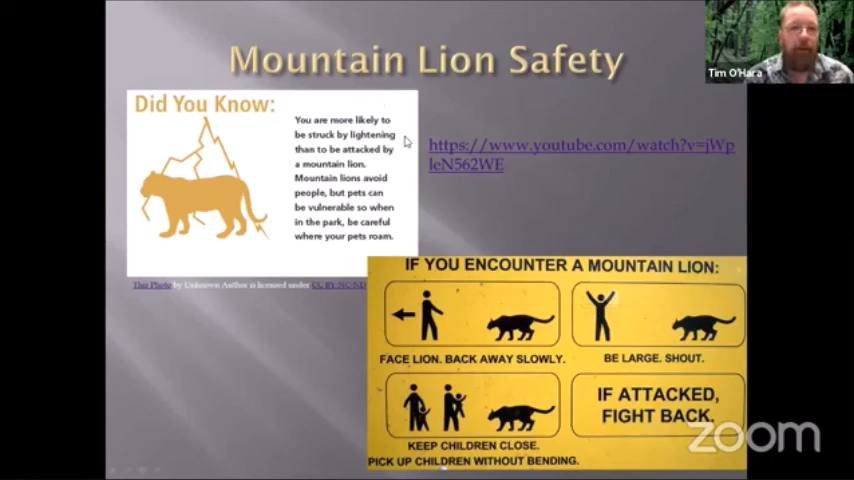 Mountain Lion Safety
Tim O'Hara
Did You Know:
You are more likely to
be struck by lightening
than to be attacked by
a mountain lion.
Mountain lions avoid
people, but pets can
be vulnerable so when
in the park, be careful
where your pets roam.
https://www.youtube.com/watch?v=jWp
leN562WE
This Photo by Unknown Author is licensed under CC BY-NC-ND
IF YOU ENCOUNTER A MOUNTAIN LION:
FACE LION. BACK AWAY SLOWLY.
BE LARGE. SHOUT.
KEEP CHILDREN CLOSE.
PICK UP CHILDREN WITHOUT BENDING.
IF ATTACKED,
FIGHT BACK.
zoom